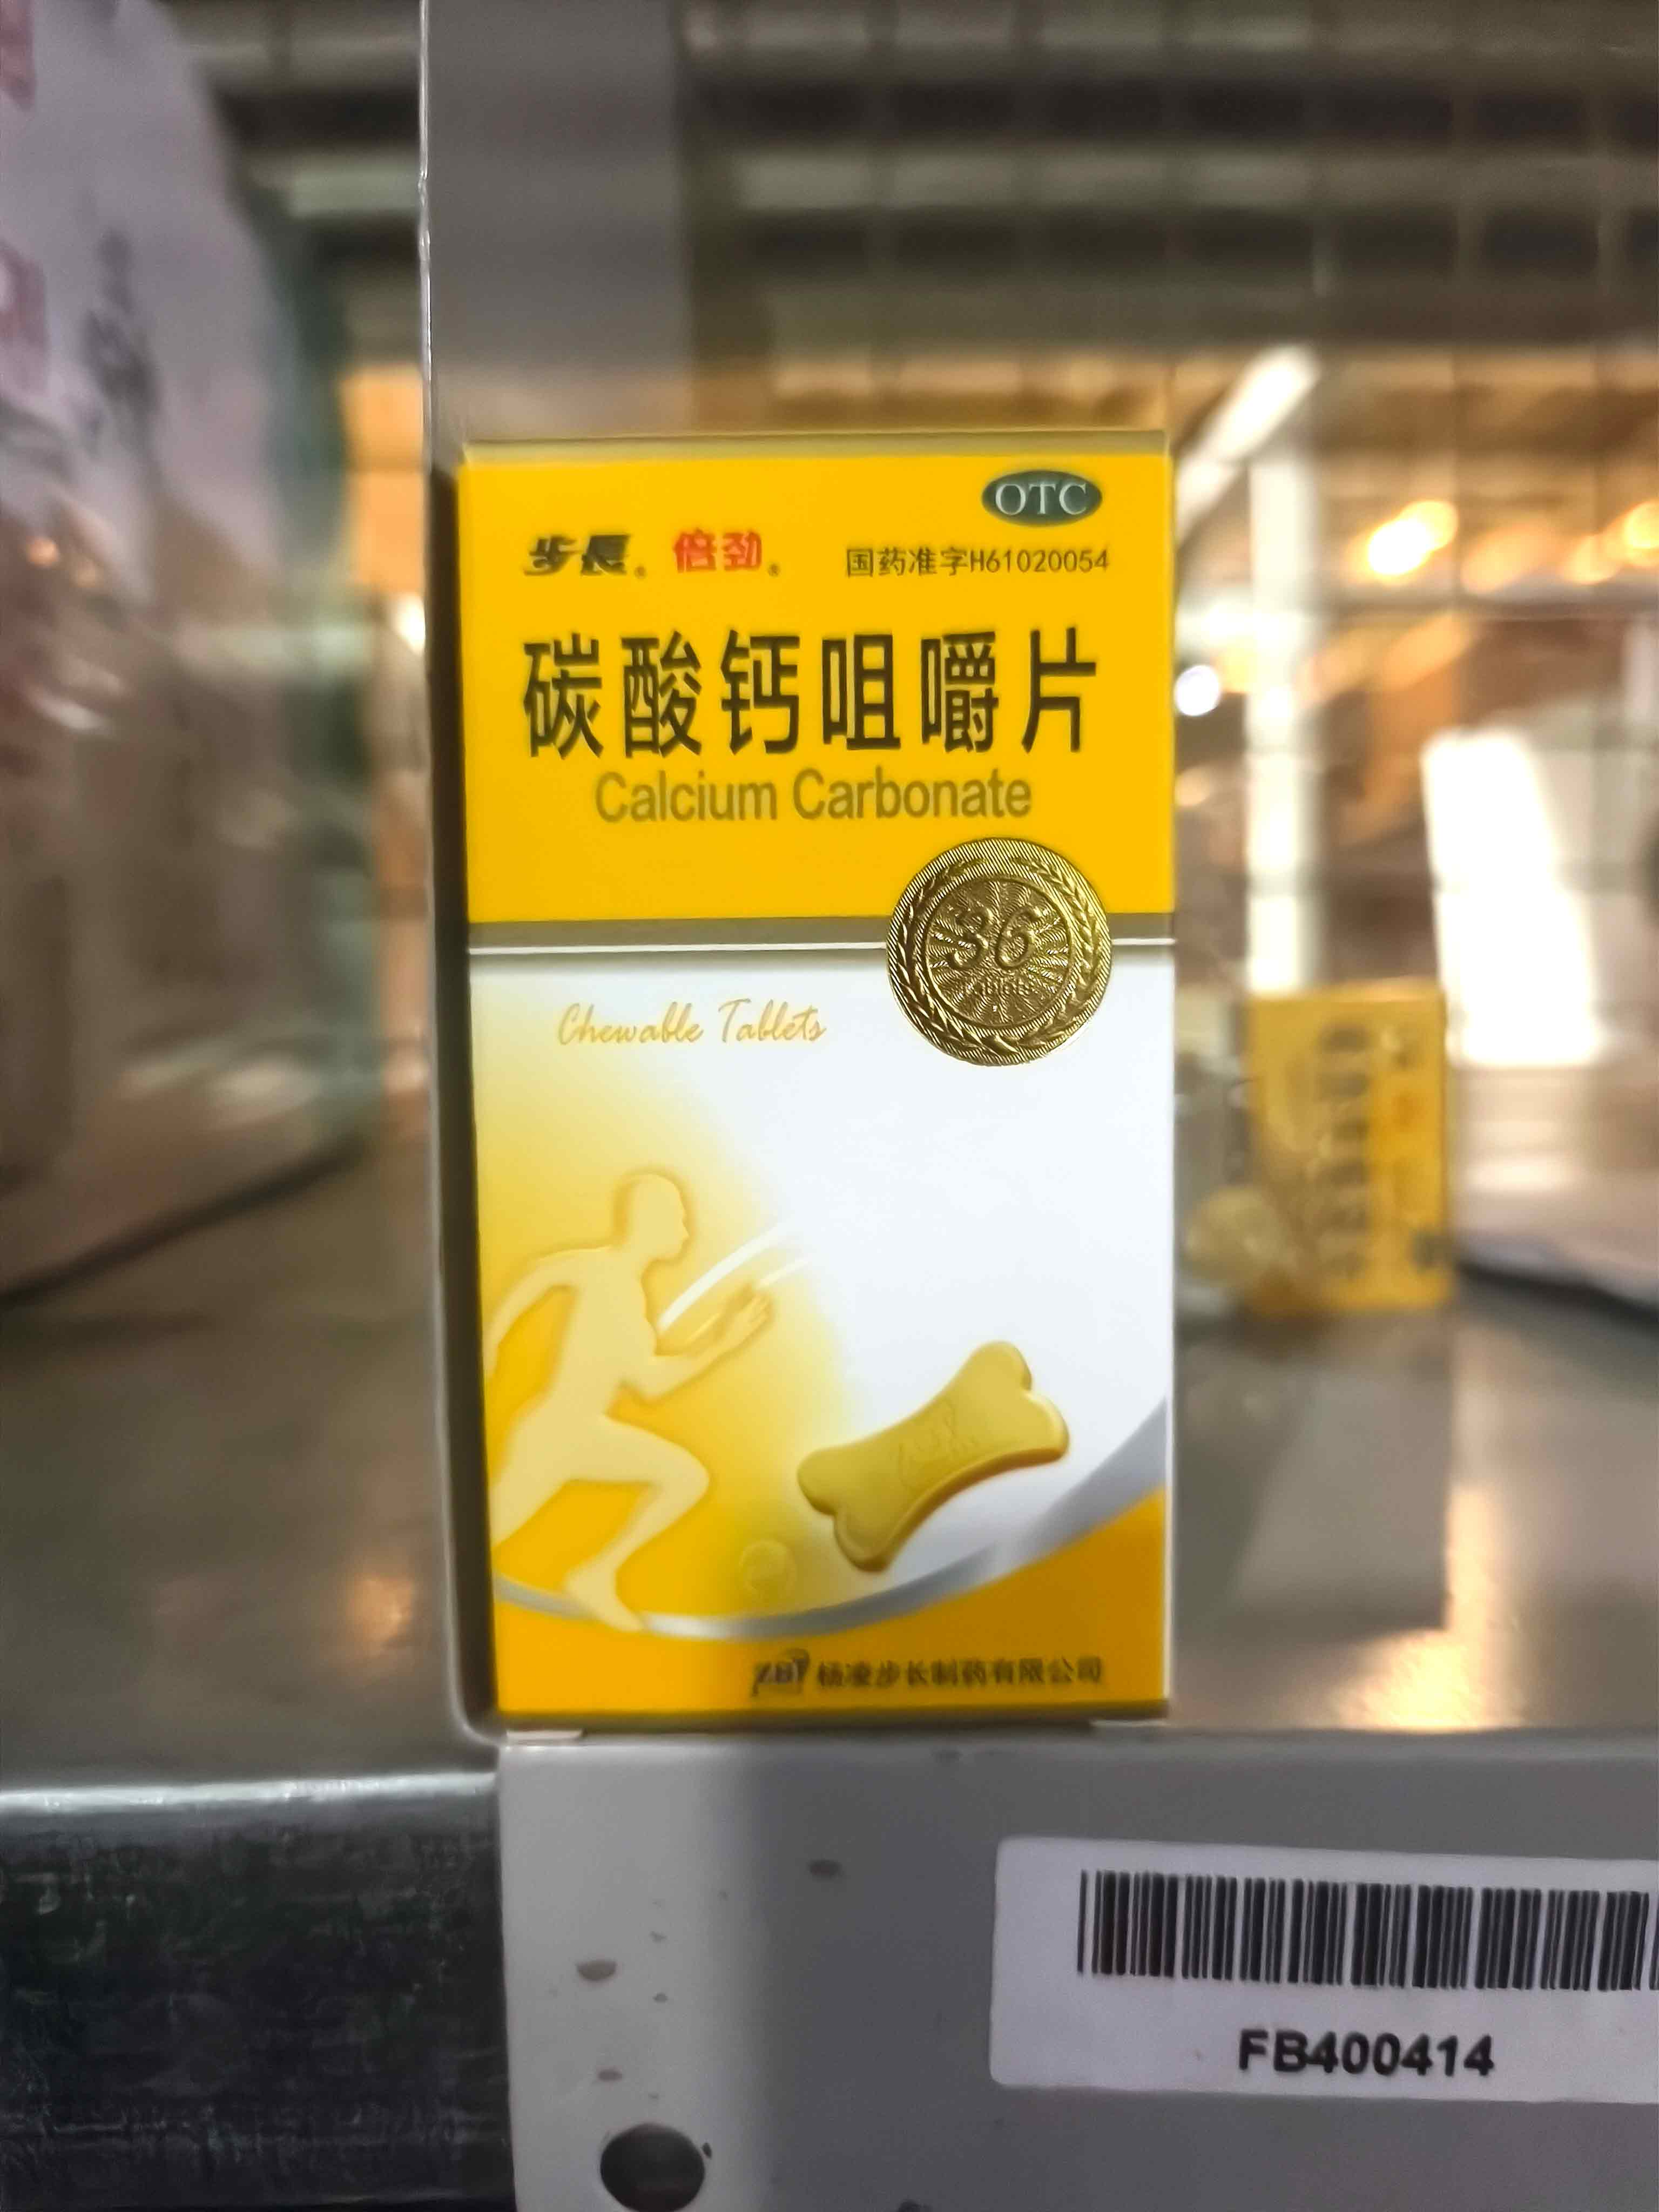 OTC
步長® 倍劲®
国药准字H61020054
碳酸钙咀嚼片
Calcium Carbonate
36
Tablets
Chewable Tablets
杨凌步长制药有限公司
FB400414